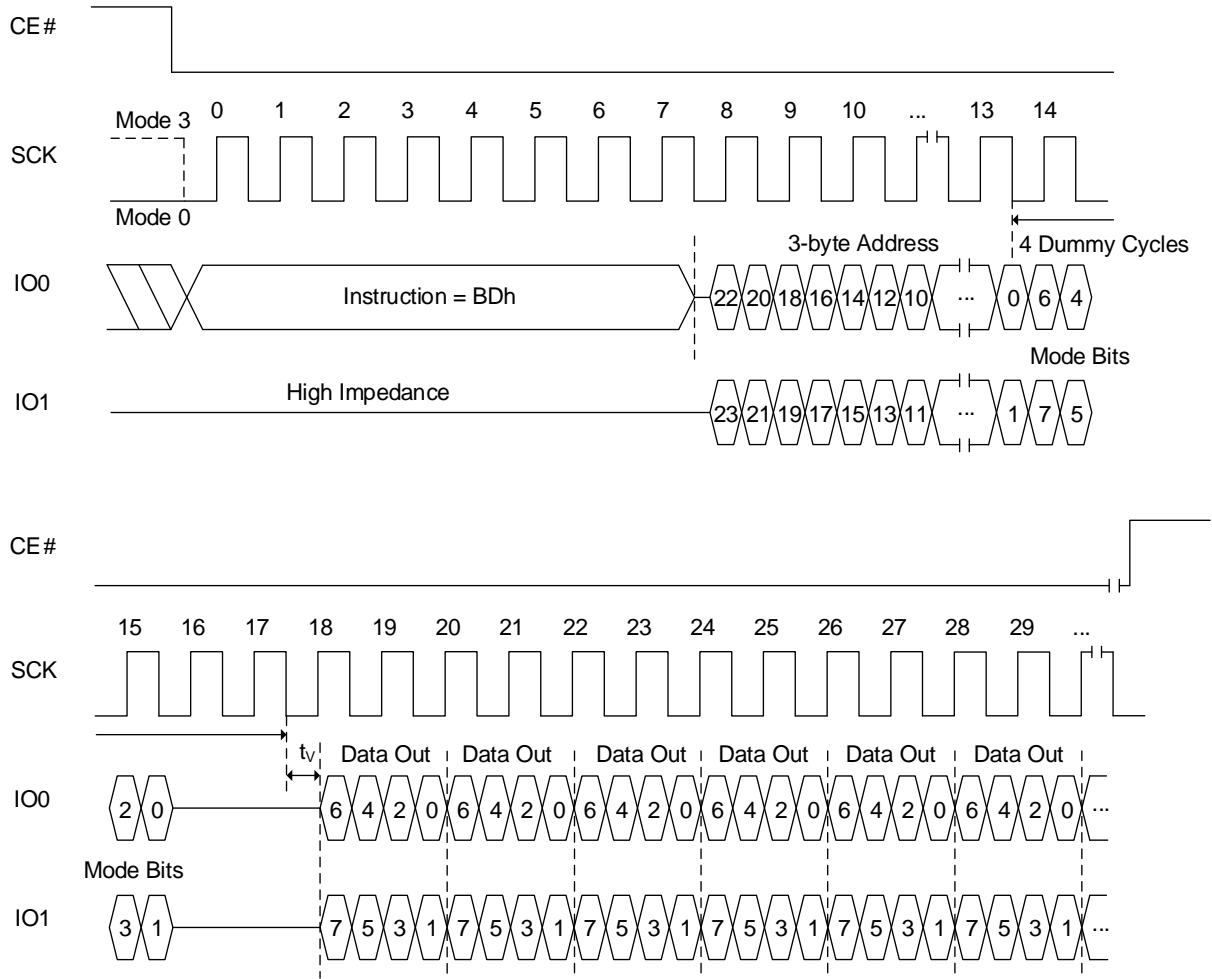 CE#
0 1 2 3 4 5 6 7 8 9 10 ... 13 14
Mode 3
SCK
Mode 0
3-byte Address
4 Dummy Cycles
IO0
Instruction = BDh
22 20 18 16 14 12 10 ... 0 6 4
Mode Bits
IO1
High Impedance
23 21 19 17 15 13 11 ... 1 7 5
CE#
15 16 17 18 19 20 21 22 23 24 25 26 27 28 29 ...
SCK
tV
Data Out Data Out Data Out Data Out Data Out Data Out
IO0
2 0 6 4 2 0 6 4 2 0 6 4 2 0 6 4 2 0 6 4 2 0 6 4 2 0 ...
Mode Bits
IO1
3 1 7 5 3 1 7 5 3 1 7 5 3 1 7 5 3 1 7 5 3 1 7 5 3 1 ...